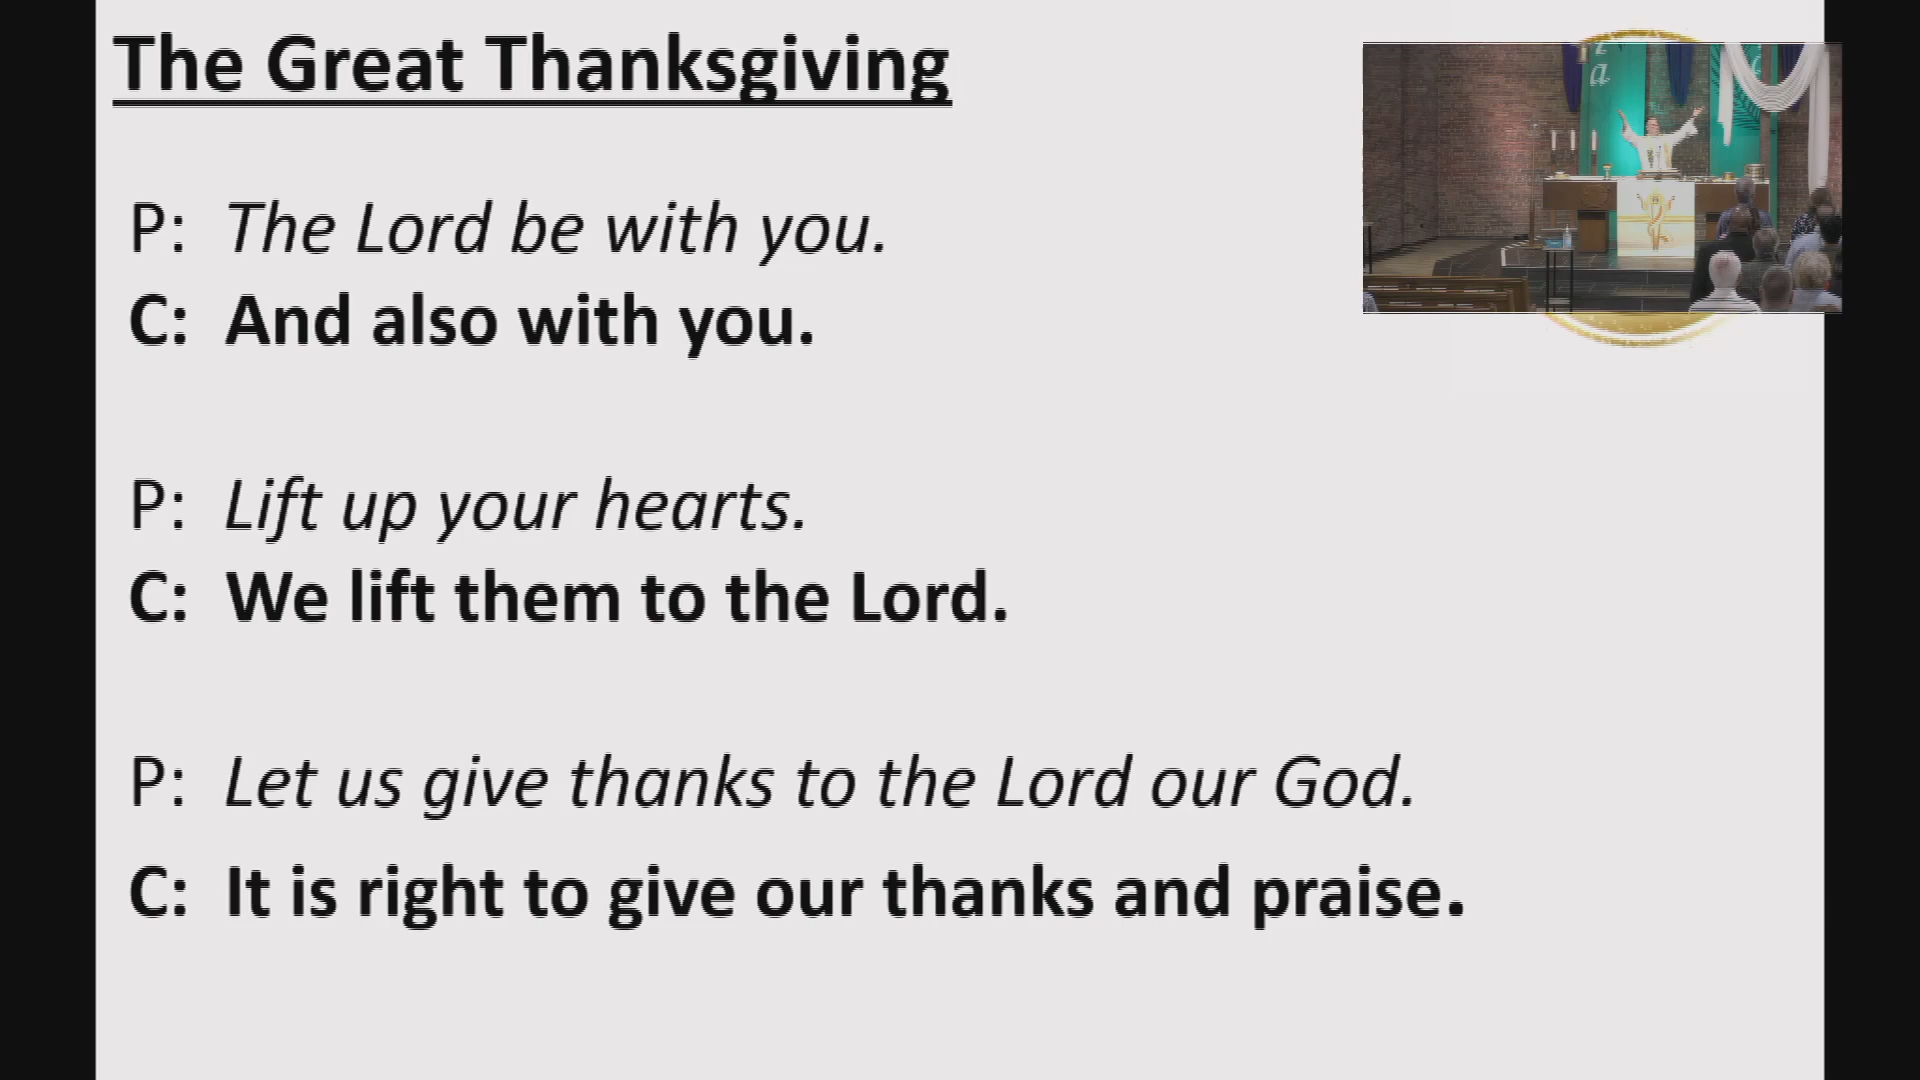 The Great Thanksgiving
P: The Lord be with you.
C: And also with you.
P: Lift up your hearts.
C: We lift them to the Lord.
P: Let us give thanks to the Lord our God.
C: It is right to give our thanks and praise.